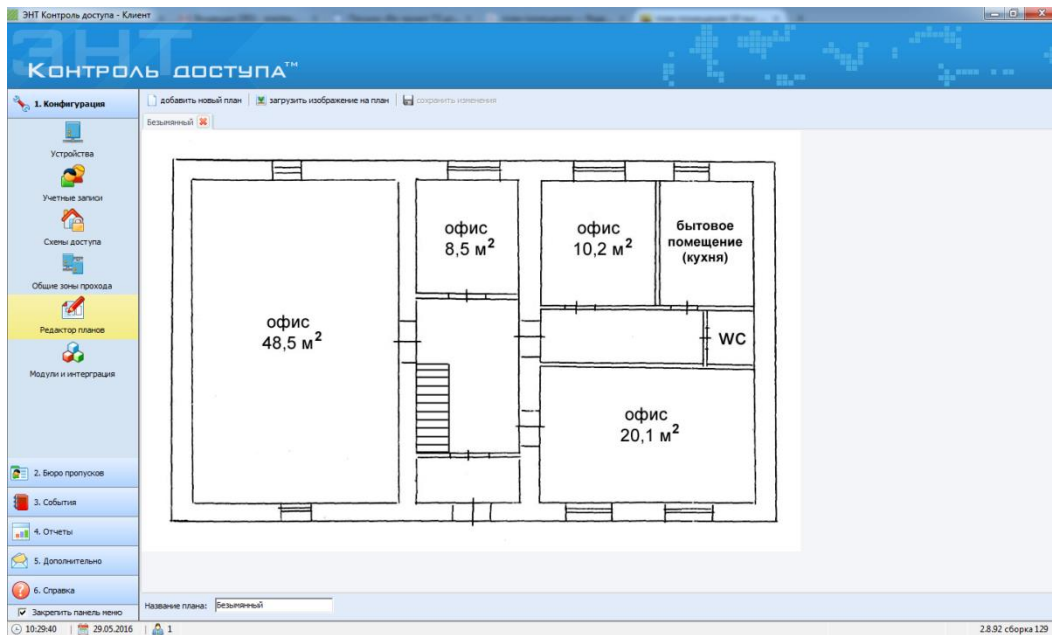 ЭНТ Контроль доступа - Клиент
ЭНТ
КОНТРОЛЬ ДОСТУПА™
1. Конфигурация
Устройства
Учетные записи
Схемы доступа
Общие зоны прохода
Редактор планов
Модули и интерграция
2. Бюро пропусков
3. События
4. Отчеты
5. Дополнительно
6. Справка
Закрепить панель меню
добавить новый план
загрузить изображение на план
сохранить изменения
Безымянный
офис
48,5 м²
офис
8,5 м²
офис
10,2 м²
бытовое
помещение
(кухня)
WC
офис
20,1 м²
Название плана: Безымянный
10:29:40 29.05.2016 1 2.8.92 сборка 129